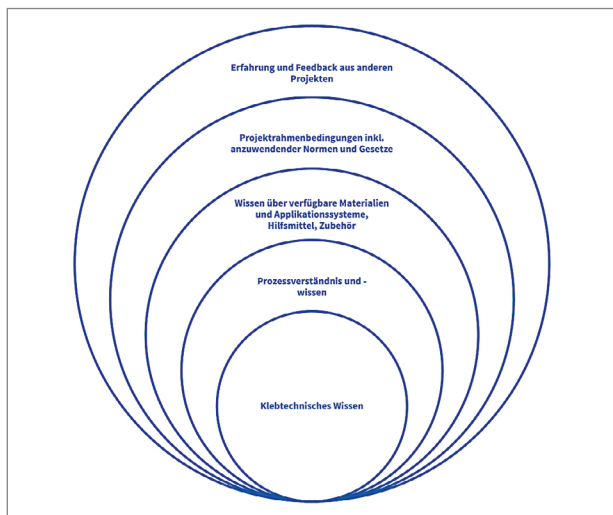 Erfahrung und Feedback aus anderen
Projekten
Projektrahmenbedingungen inkl.
anzuwendender Normen und Gesetze
Wissen über verfügbare Materialien
und Applikationssysteme,
Hilfsmittel, Zubehör
Prozessverständnis und -
wissen
Klebtechnisches Wissen